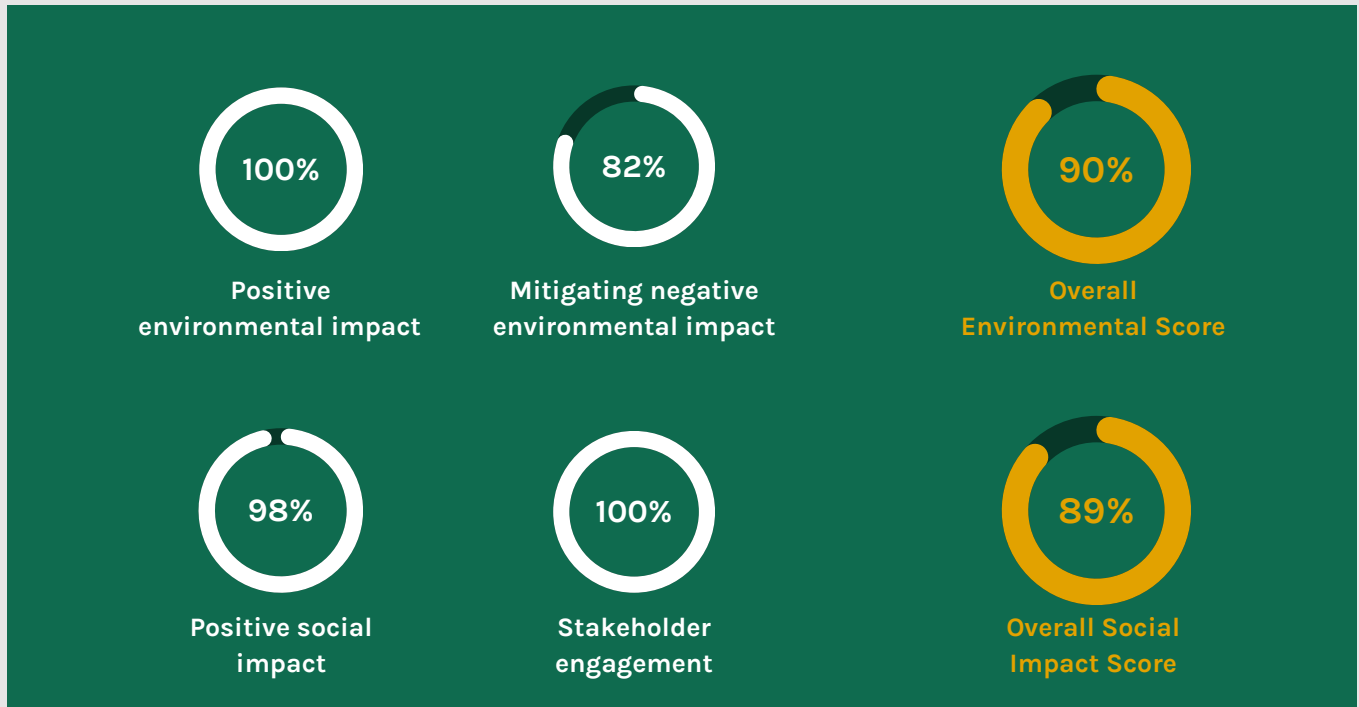 100%
Positive
environmental impact
82%
Mitigating negative
environmental impact
90%
Overall
Environmental Score
98%
Positive social
impact
100%
Stakeholder
engagement
89%
Overall Social
Impact Score